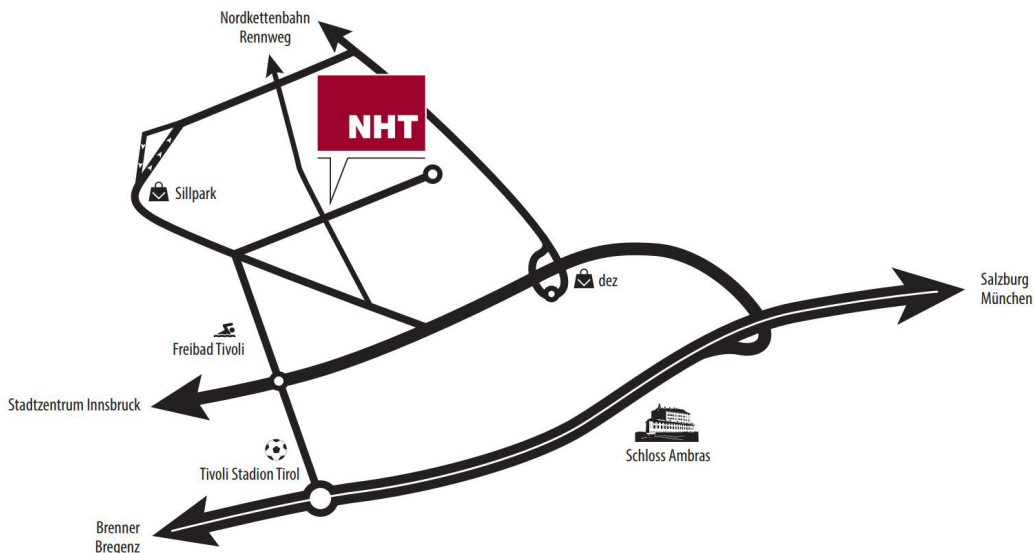 Nordkettenbahn
Rennweg
NHT
Sillpark
dez
Salzburg
München
Freibad Tivoli
Stadtzentrum Innsbruck
Schloss Ambras
Tivoli Stadion Tirol
Brenner
Bregenz